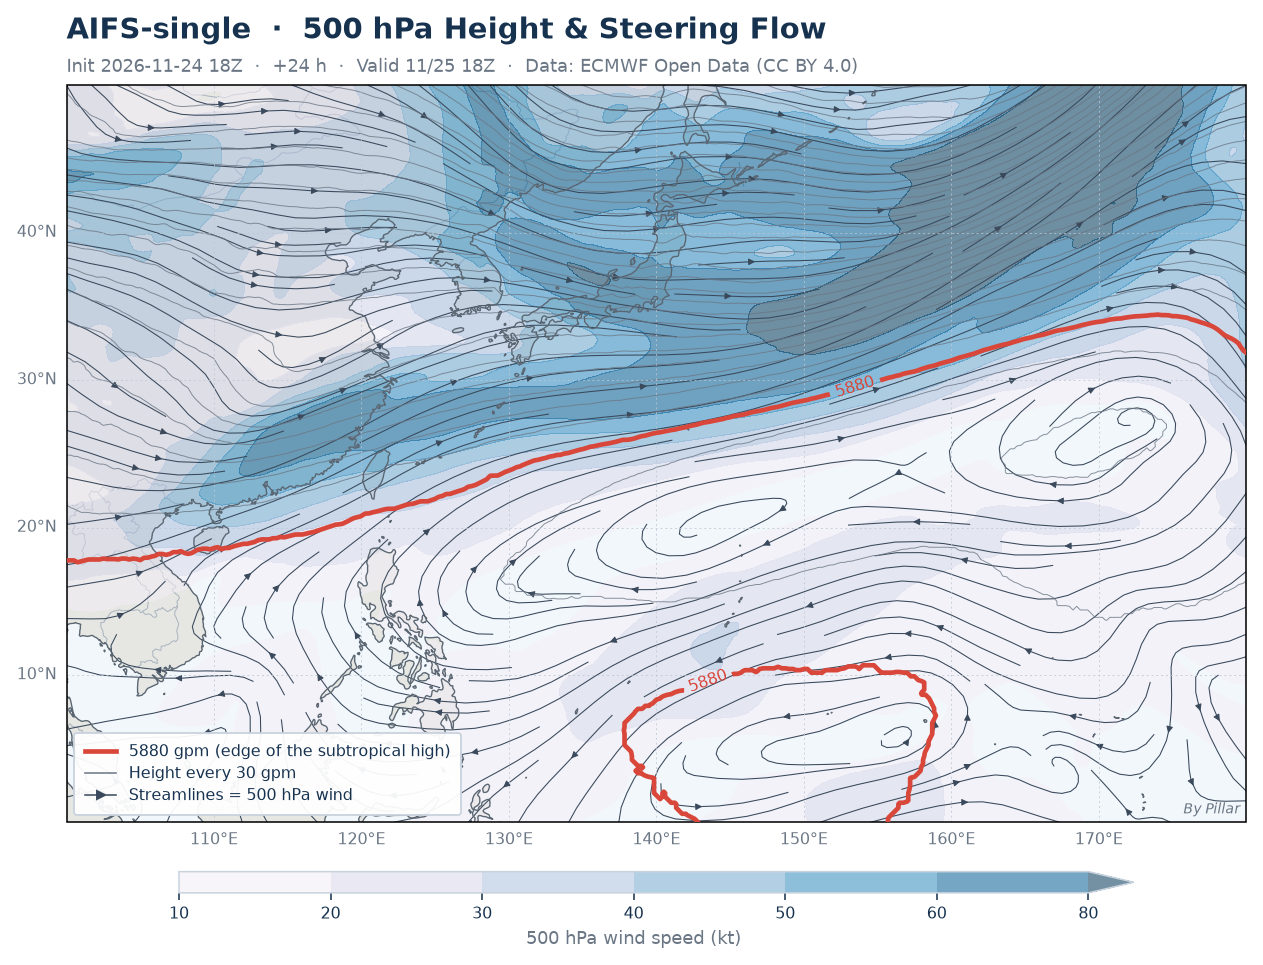 AIFS-single · 500 hPa Height & Steering Flow
Init 2026-11-24 18Z · +24 h · Valid 11/25 18Z · Data: ECMWF Open Data (CC BY 4.0)
40°N
30°N
20°N
10°N
5880
5880
5880 gpm (edge of the subtropical high)
Height every 30 gpm
Streamlines = 500 hPa wind
By Pillar
110°E 120°E 130°E 140°E 150°E 160°E 170°E
10 20 30 40 50 60 80
500 hPa wind speed (kt)